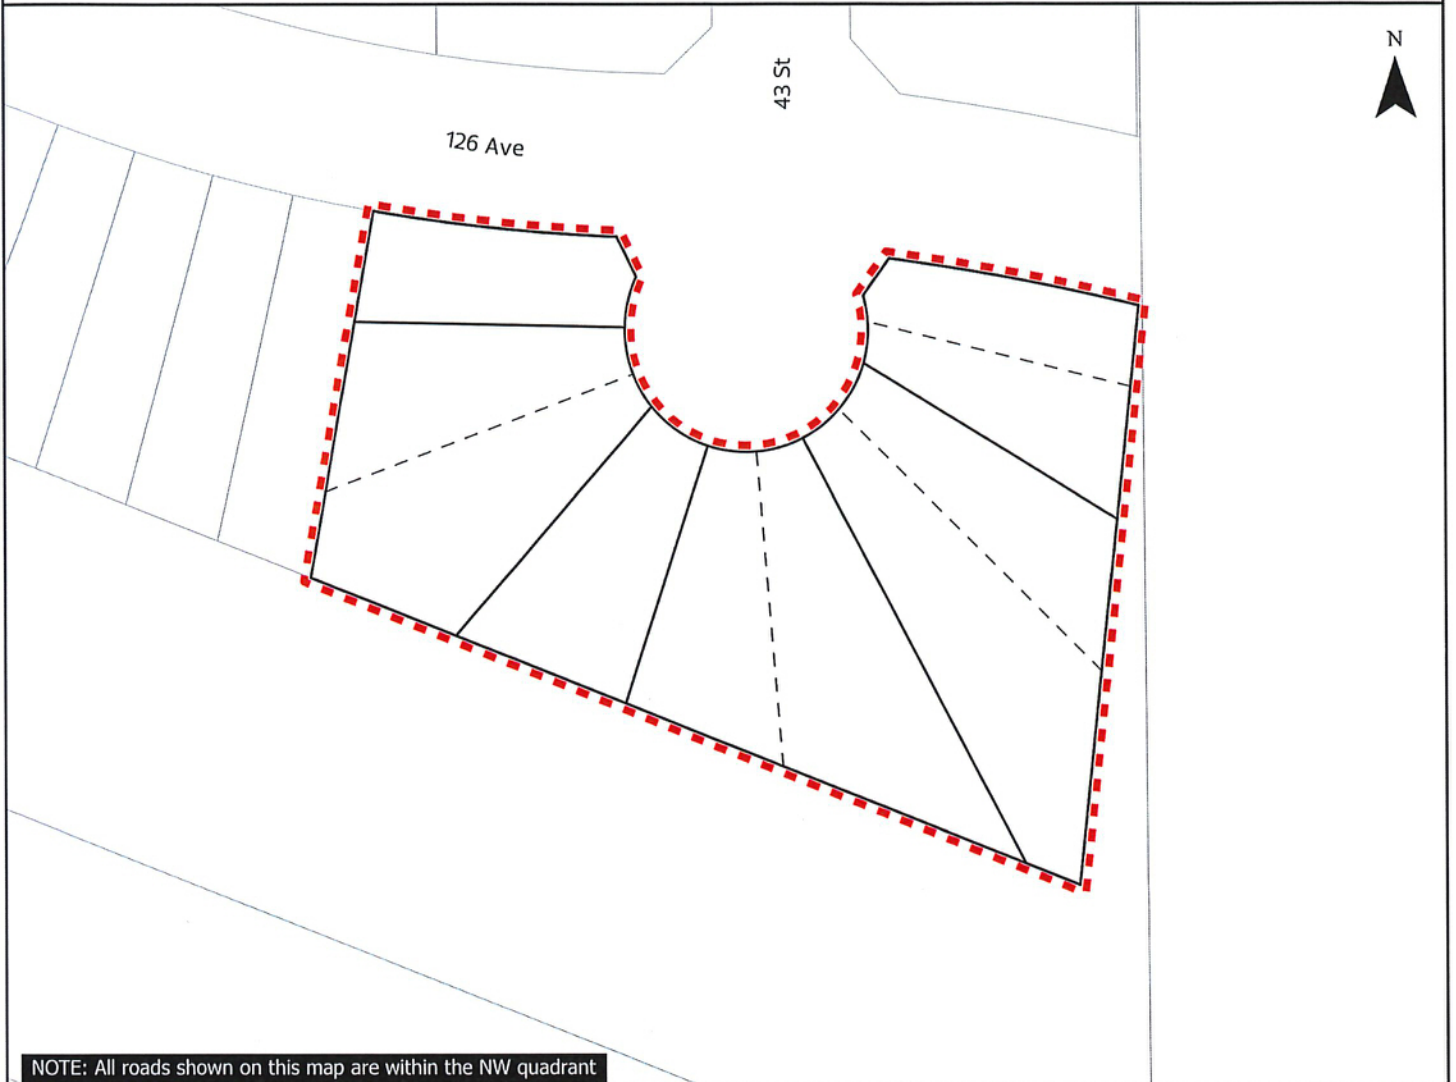 N
43 St
126 Ave
NOTE: All roads shown on this map are within the NW quadrant